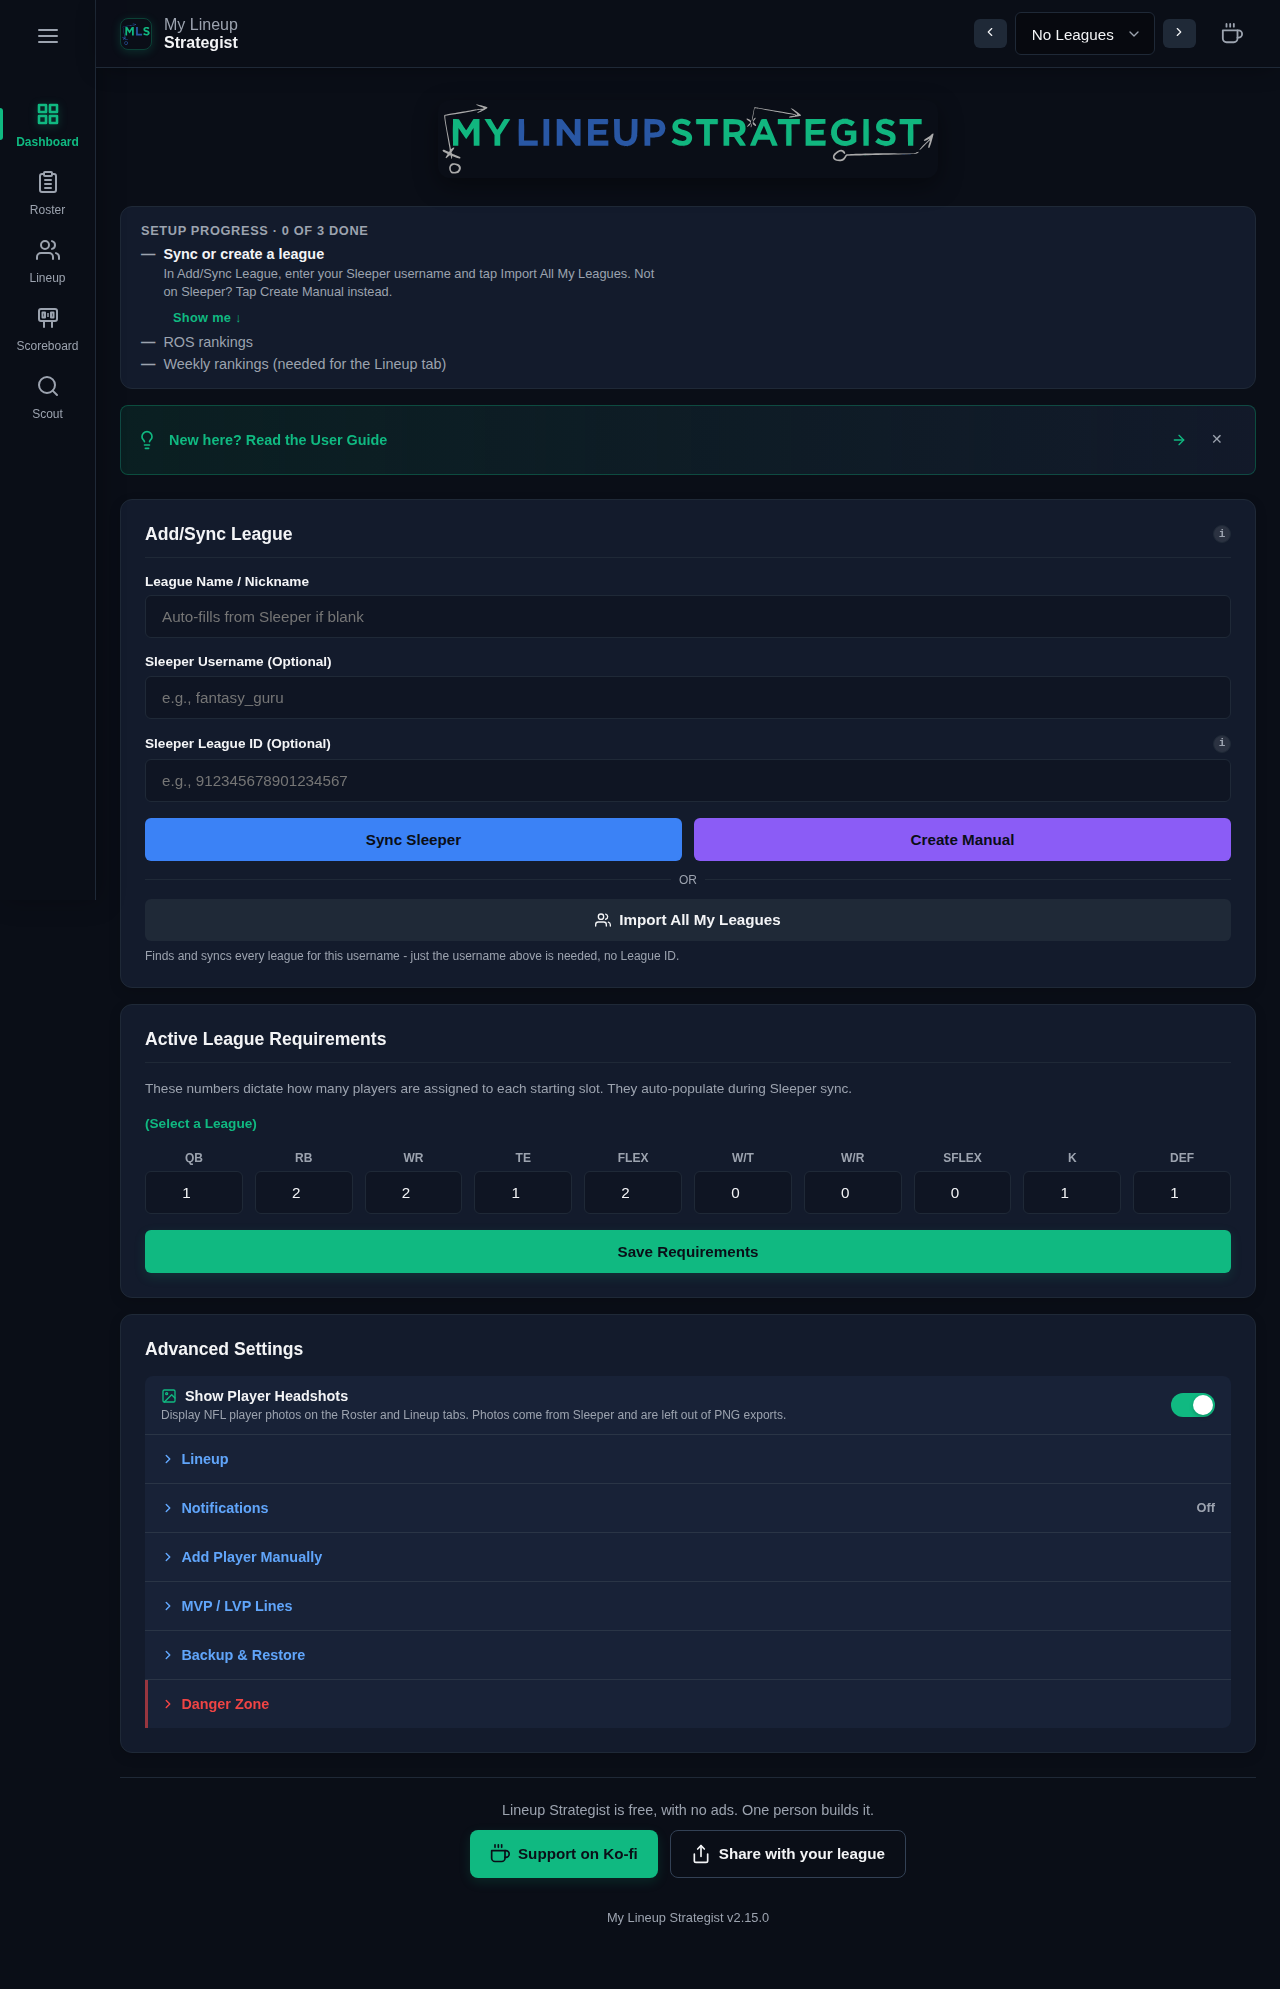 MLS
My Lineup
Strategist
No Leagues
Dashboard
Roster
Lineup
Scoreboard
Scout
MY LINEUP STRATEGIST
SETUP PROGRESS · 0 OF 3 DONE
— Sync or create a league
In Add/Sync League, enter your Sleeper username and tap Import All My Leagues. Not
on Sleeper? Tap Create Manual instead.
Show me ↓
— ROS rankings
— Weekly rankings (needed for the Lineup tab)
New here? Read the User Guide
Add/Sync League
i
League Name / Nickname
Auto-fills from Sleeper if blank
Sleeper Username (Optional)
e.g., fantasy_guru
Sleeper League ID (Optional)
i
e.g., 912345678901234567
Sync Sleeper
Create Manual
OR
Import All My Leagues
Finds and syncs every league for this username - just the username above is needed, no League ID.
Active League Requirements
These numbers dictate how many players are assigned to each starting slot. They auto-populate during Sleeper sync.
(Select a League)
QB RB WR TE FLEX W/T W/R SFLEX K DEF
1 2 2 1 2 0 0 0 1 1
Save Requirements
Advanced Settings
Show Player Headshots
Display NFL player photos on the Roster and Lineup tabs. Photos come from Sleeper and are left out of PNG exports.
Lineup
Notifications Off
Add Player Manually
MVP / LVP Lines
Backup & Restore
Danger Zone
Lineup Strategist is free, with no ads. One person builds it.
Support on Ko-fi
Share with your league
My Lineup Strategist v2.15.0